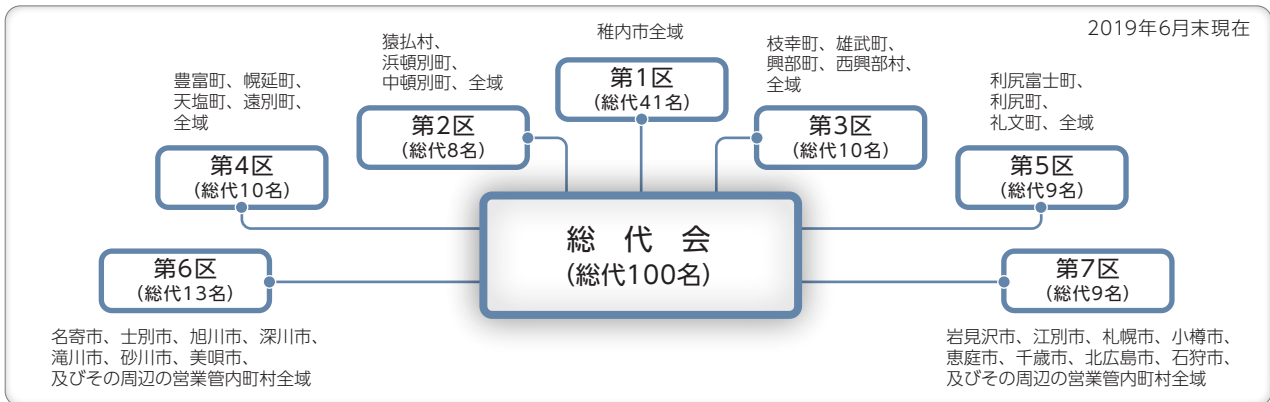 2019年6月末現在
稚内市全域
第1区
(総代41名)
猿払村、
浜頓別町、
中頓別町、全域
第2区
(総代8名)
枝幸町、雄武町、
興部町、西興部村、
全域
第3区
(総代10名)
豊富町、幌延町、
天塩町、遠別町、
全域
第4区
(総代10名)
利尻富士町、
利尻町、
礼文町、全域
第5区
(総代9名)
総代会
(総代100名)
第6区
(総代13名)
名寄市、士別市、旭川市、深川市、
滝川市、砂川市、美唄市、
及びその周辺の営業管内町村全域
第7区
(総代9名)
岩見沢市、江別市、札幌市、小樽市、
恵庭市、千歳市、北広島市、石狩市、
及びその周辺の営業管内町村全域